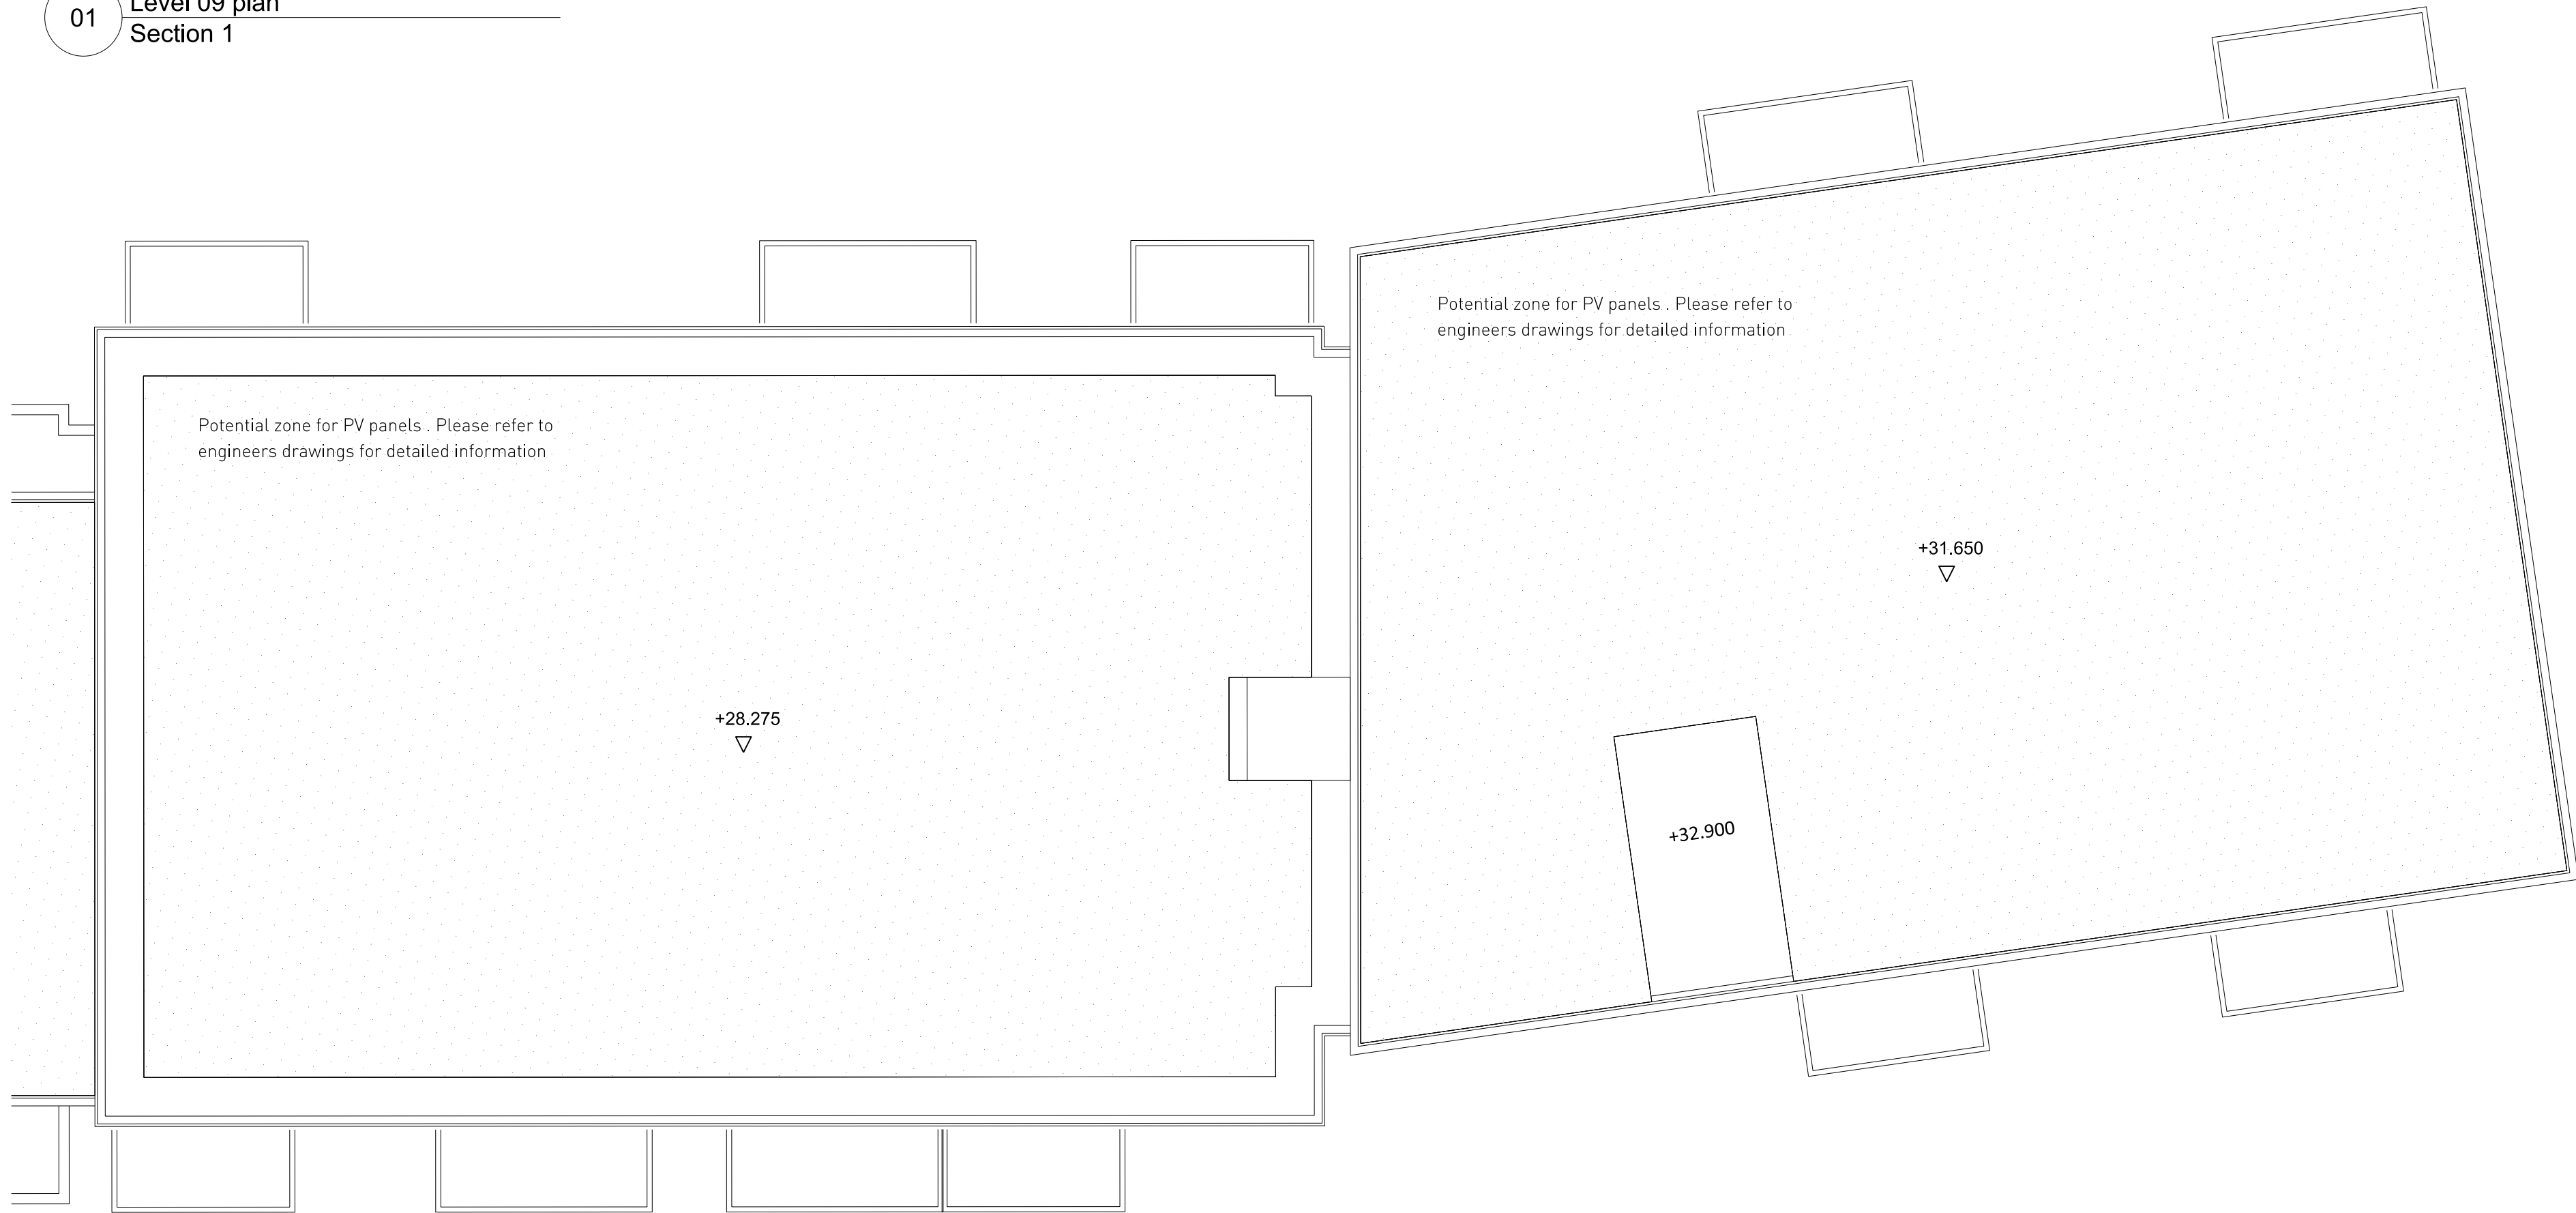 01
Level 09 plan
Section 1
Potential zone for PV panels . Please refer to
engineers drawings for detailed information
Potential zone for PV panels . Please refer to
engineers drawings for detailed information
+31.650
+28.275
+32.900